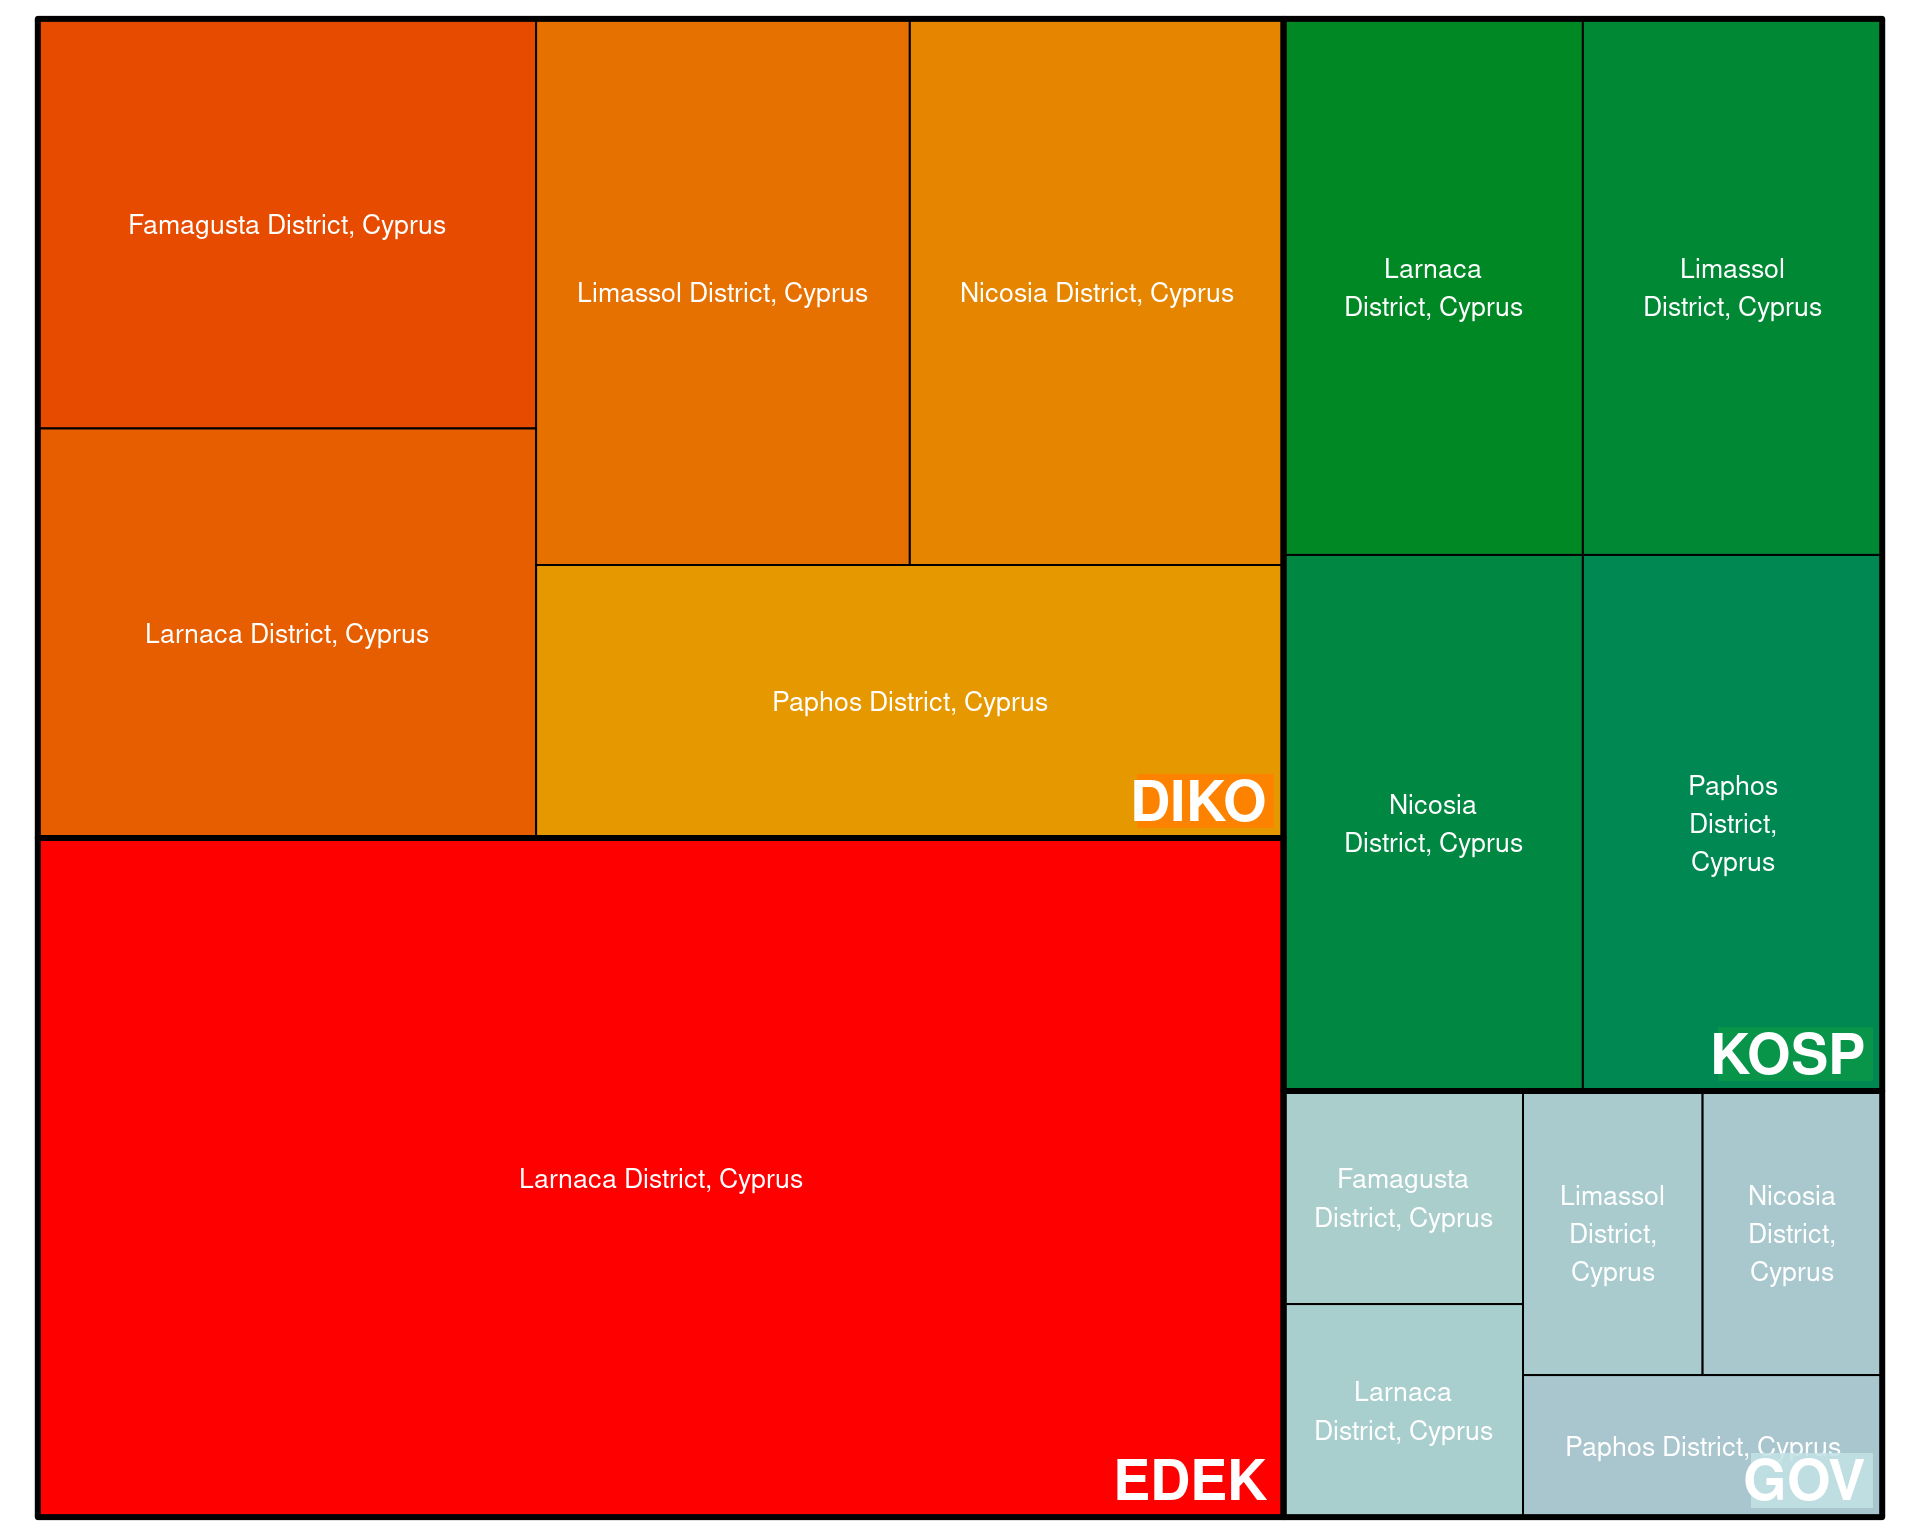 Famagusta District, Cyprus
Limassol District, Cyprus
Nicosia District, Cyprus
Larnaca District, Cyprus
Paphos District, Cyprus
DIKO
Larnaca District, Cyprus
EDEK
Larnaca
District, Cyprus
Limassol
District, Cyprus
Nicosia
District, Cyprus
Paphos
District,
Cyprus
KOSP
Famagusta
District, Cyprus
Limassol
District,
Cyprus
Nicosia
District,
Cyprus
Larnaca
District, Cyprus
Paphos District, Cyprus
GOV